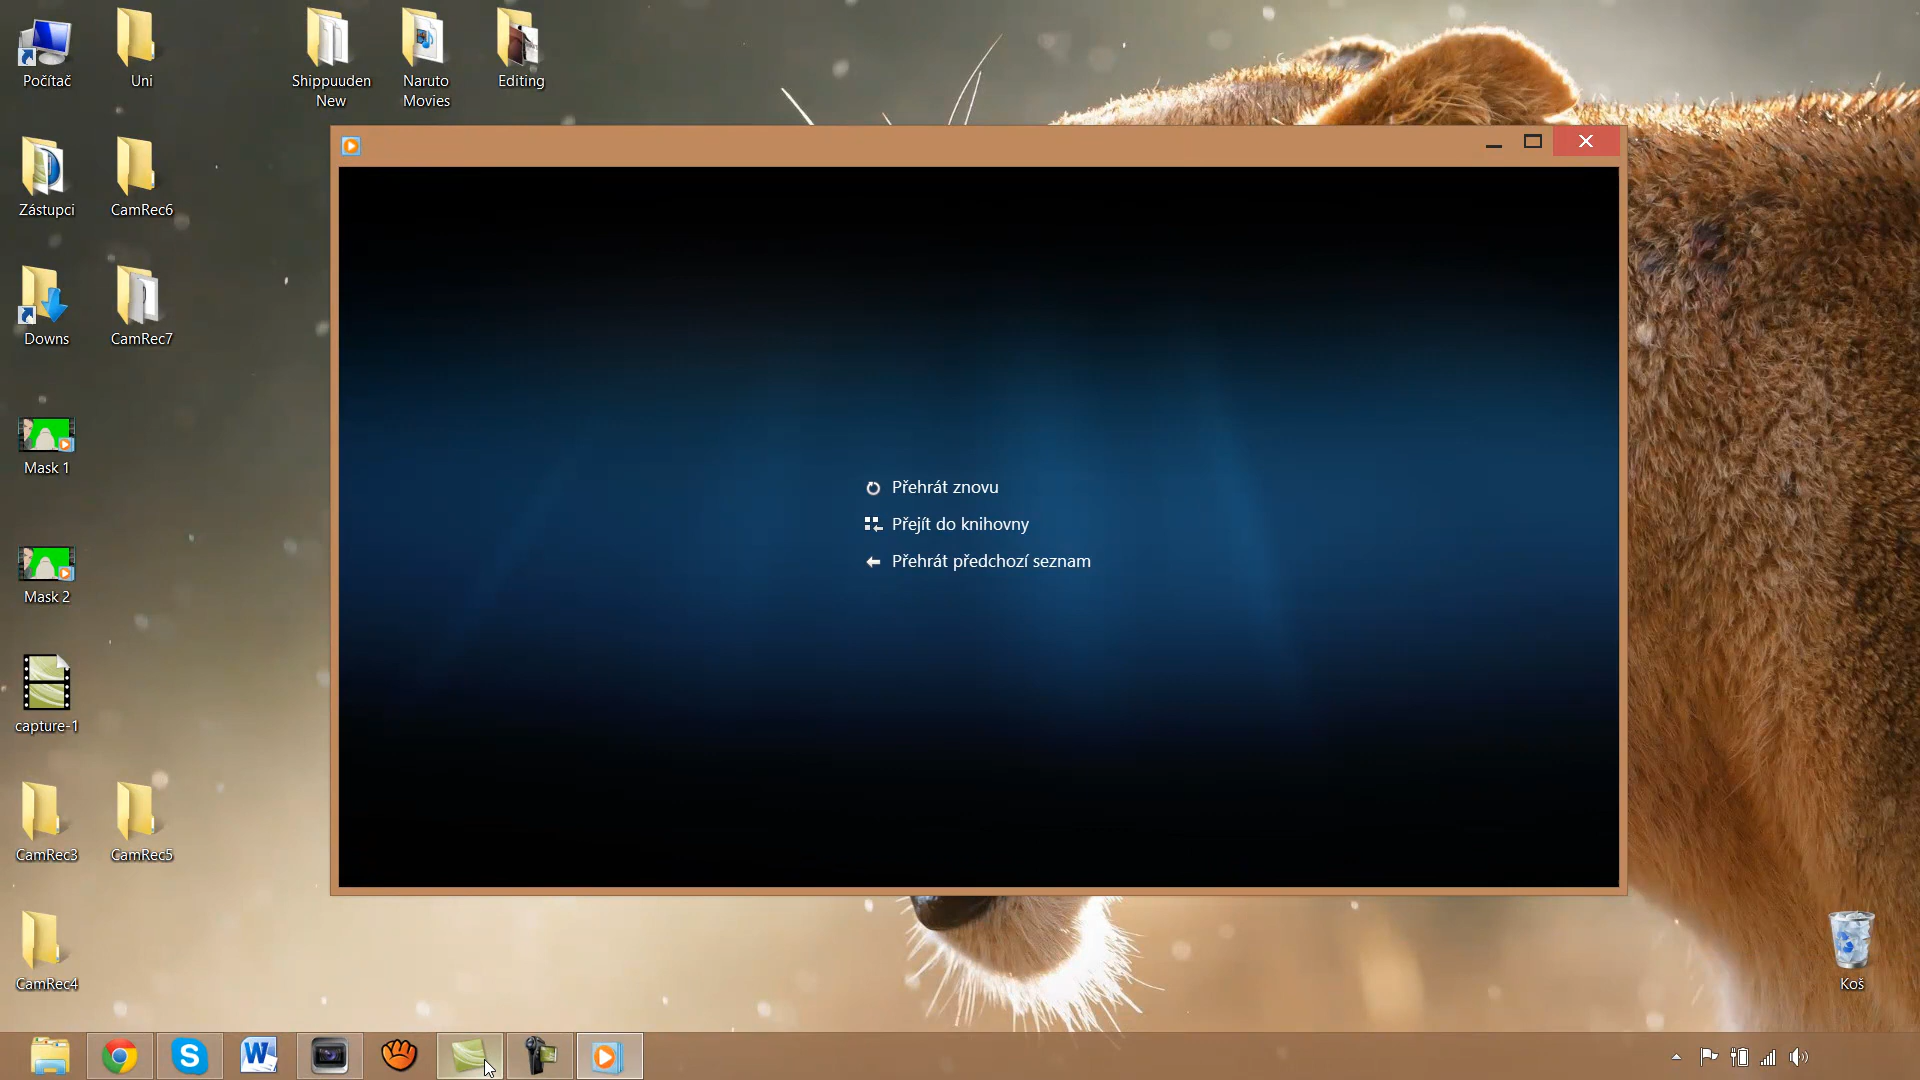 Počítač
Uni
Shippuuden
New
Naruto
Movies
Editing
Zástupci
CamRec6
Downs
CamRec7
Mask 1
Přehrát znovu
Přejít do knihovny
Přehrát předchozí seznam
Mask 2
capture-1
CamRec3
CamRec5
CamRec4
Koš